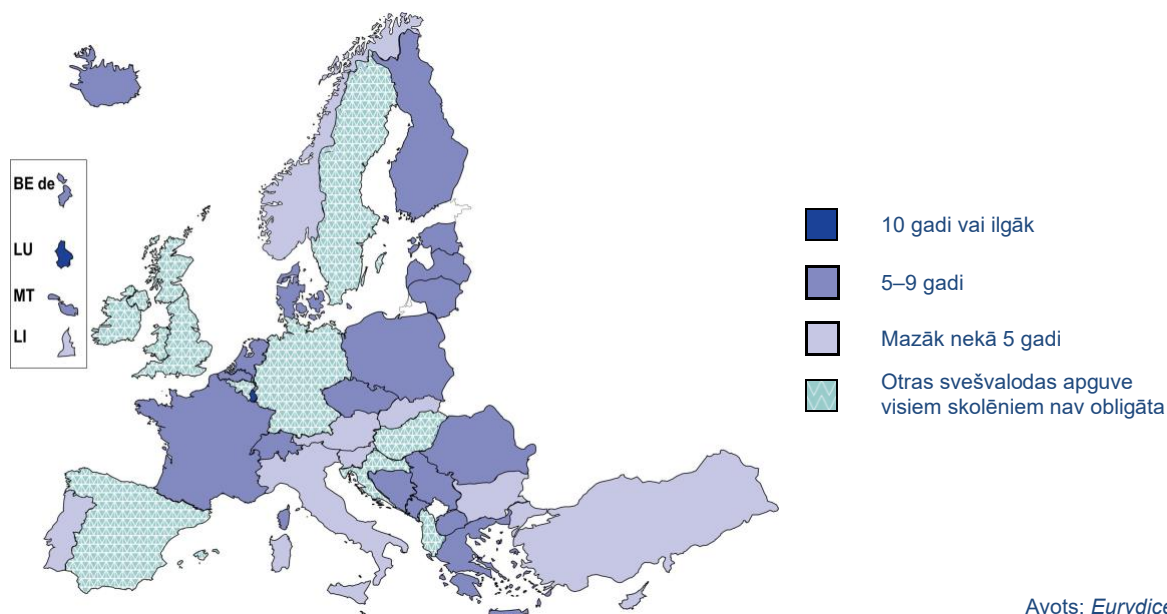 BE de
LU
MT
LI
10 gadi vai ilgāk
5–9 gadi
Mazāk nekā 5 gadi
Otras svešvalodas apguve
visiem skolēniem nav obligāta
Avots: Eurydice